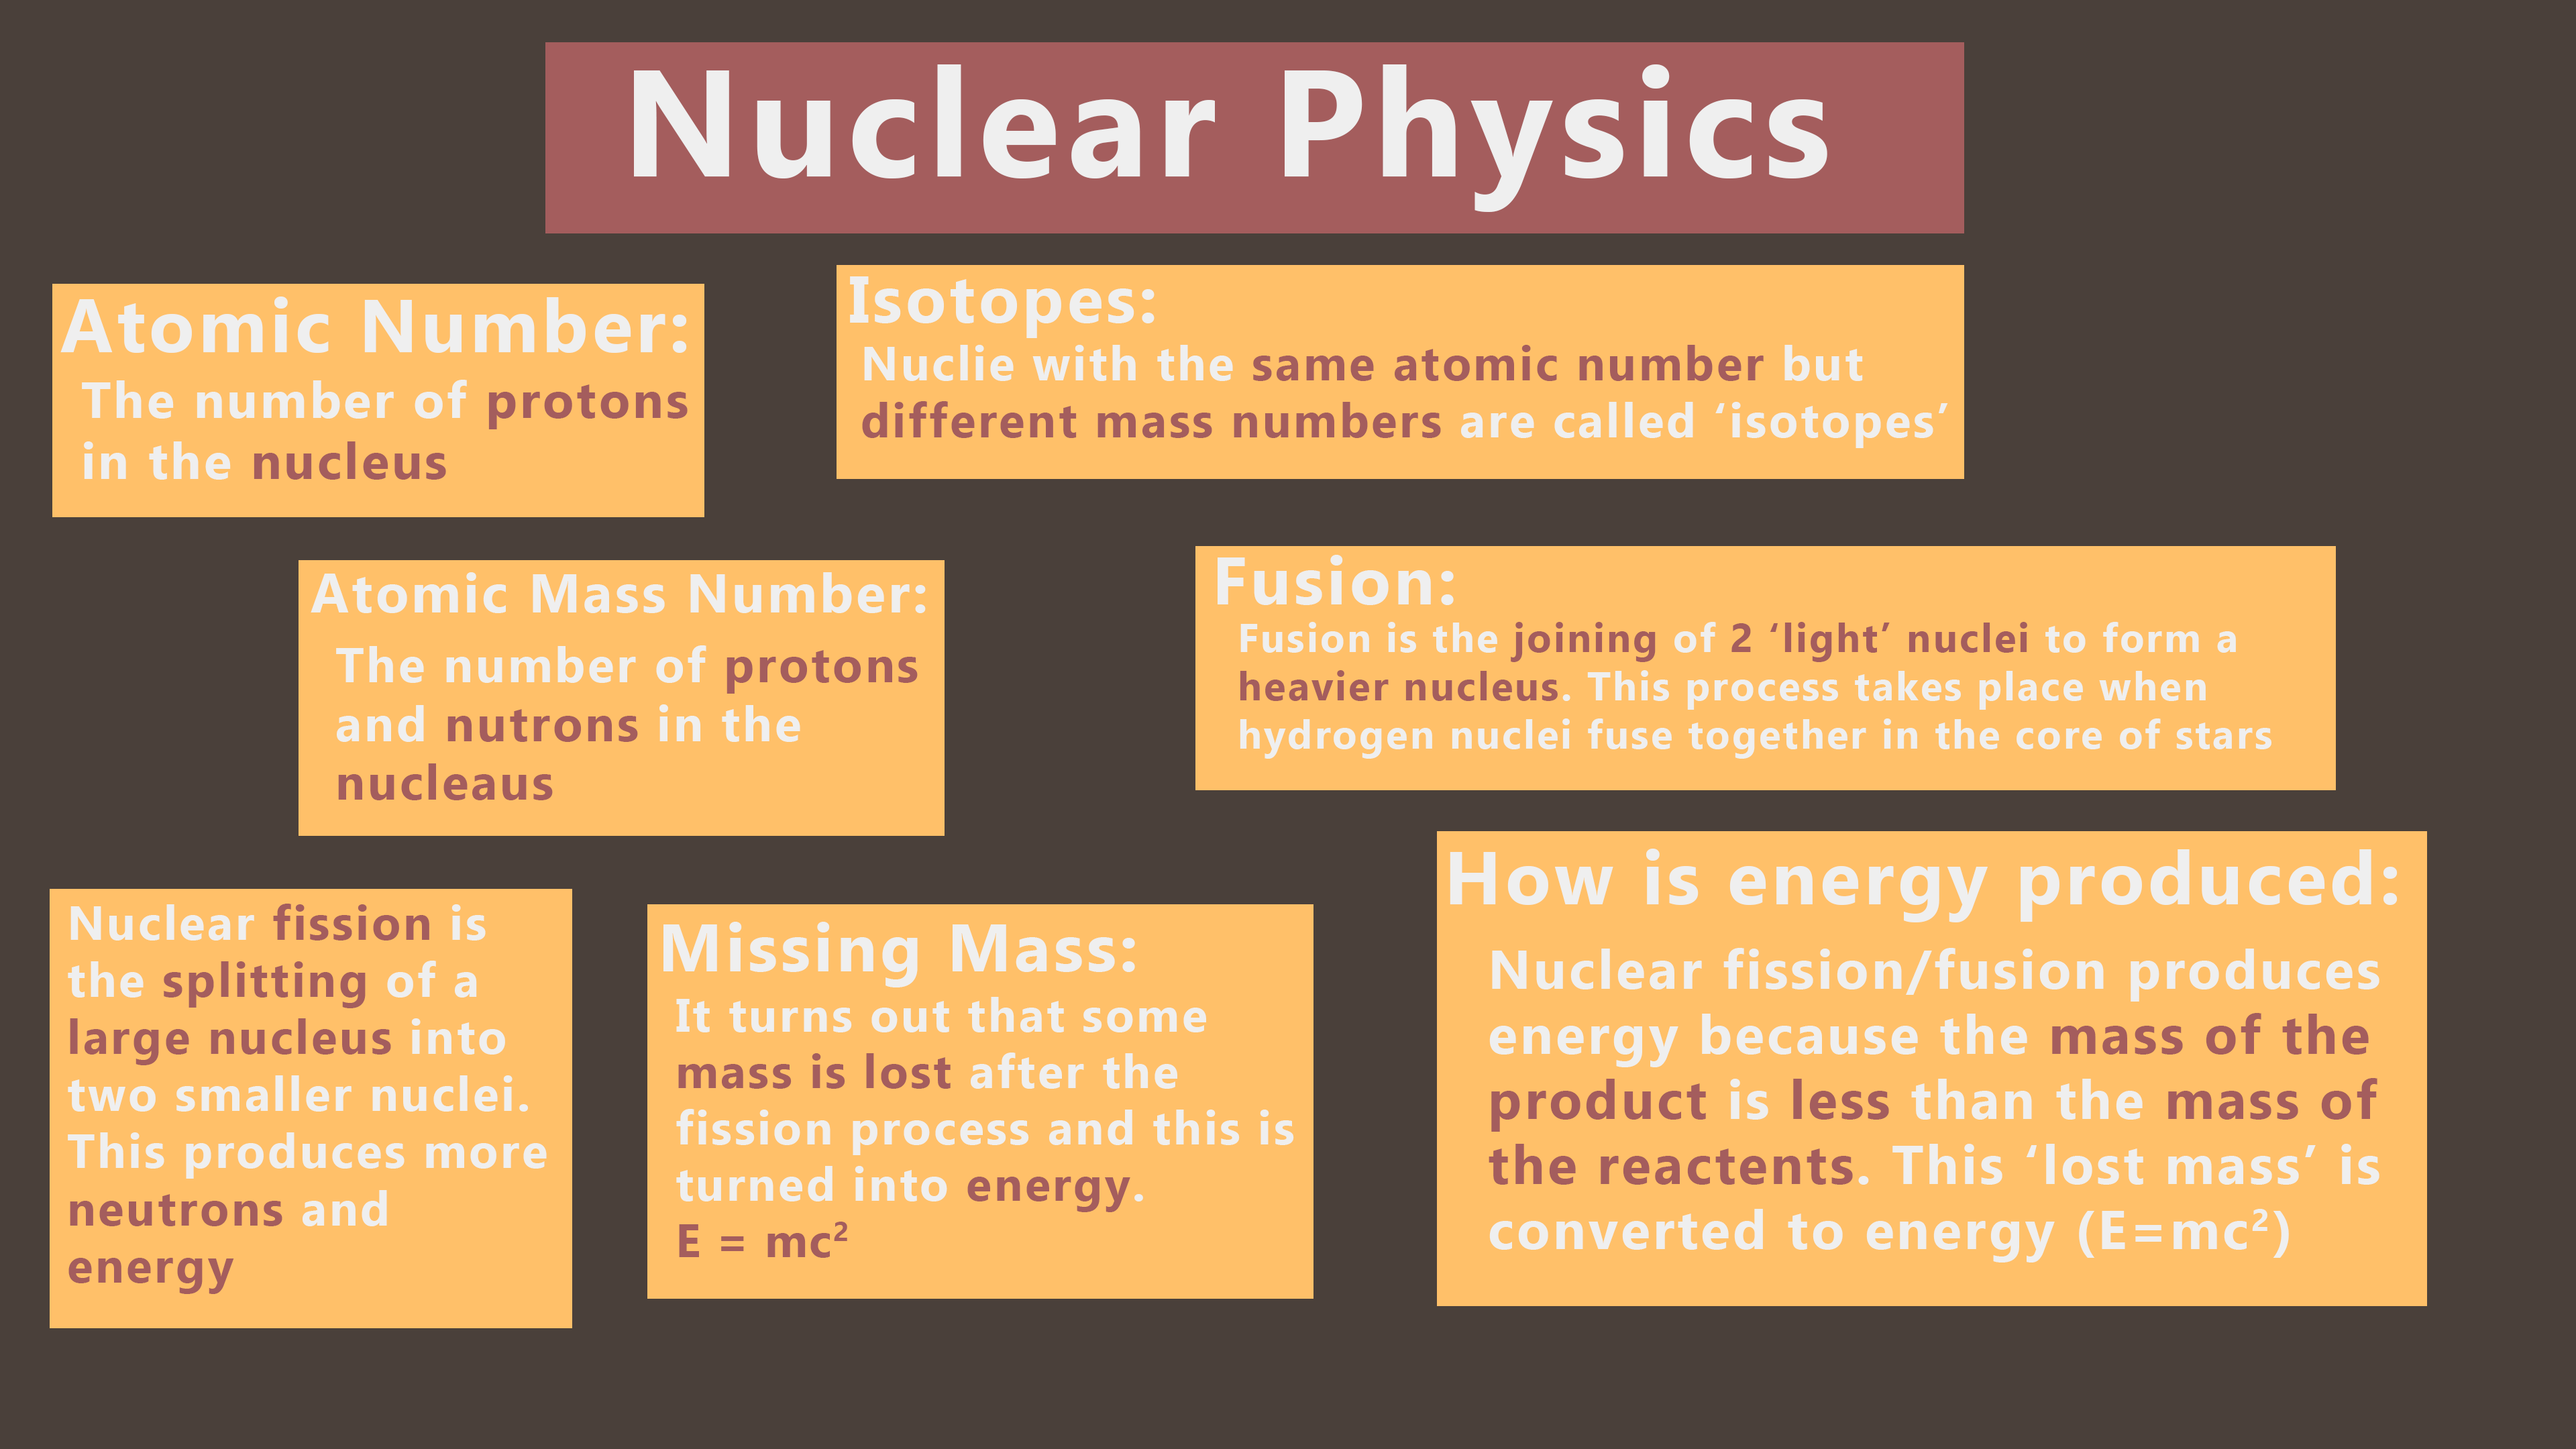 Nuclear Physics
Atomic Number:
The number of protons
in the nucleus
Isotopes:
Nuclie with the same atomic number but
different mass numbers are called ‘isotopes’
Atomic Mass Number:
The number of protons
and nutrons in the
nucleaus
Fusion:
Fusion is the joining of 2 ‘light’ nuclei to form a
heavier nucleus. This process takes place when
hydrogen nuclei fuse together in the core of stars
Nuclear fission is
the splitting of a
large nucleus into
two smaller nuclei.
This produces more
neutrons and
energy
Missing Mass:
It turns out that some
mass is lost after the
fission process and this is
turned into energy.
E = mc²
How is energy produced:
Nuclear fission/fusion produces
energy because the mass of the
product is less than the mass of
the reactents. This ‘lost mass’ is
converted to energy (E=mc²)